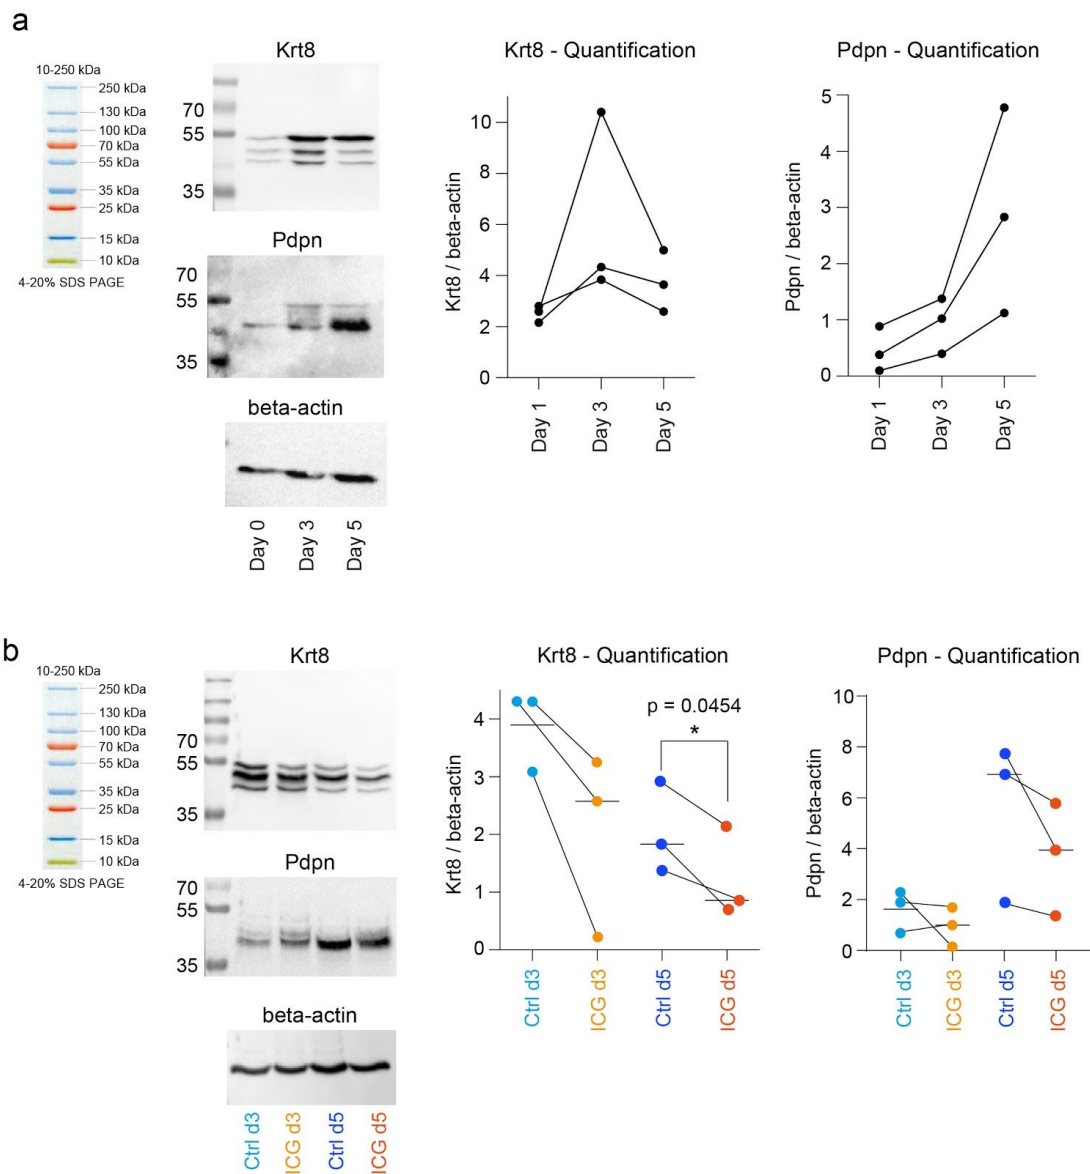 a
10-250 kDa
250 kDa
130 kDa
100 kDa
70 kDa
55 kDa
35 kDa
25 kDa
15 kDa
10 kDa
4-20% SDS PAGE
Krt8
70
55
35
Pdpn
70
55
35
beta-actin
Day 0
Day 3
Day 5
Krt8 - Quantification
Krt8 / beta-actin
10
8
6
4
2
0
Day 1
Day 3
Day 5
Pdpn - Quantification
Pdpn / beta-actin
5
4
3
2
1
0
Day 1
Day 3
Day 5
b
10-250 kDa
250 kDa
130 kDa
100 kDa
70 kDa
55 kDa
35 kDa
25 kDa
15 kDa
10 kDa
4-20% SDS PAGE
Krt8
70
55
35
Pdpn
70
55
35
beta-actin
Ctrl d3
ICG d3
Ctrl d5
ICG d5
Krt8 - Quantification
p = 0.0454
*
Krt8 / beta-actin
4
3
2
1
0
Ctrl d3
ICG d3
Ctrl d5
ICG d5
Pdpn - Quantification
Pdpn / beta-actin
10
8
6
4
2
0
Ctrl d3
ICG d3
Ctrl d5
ICG d5